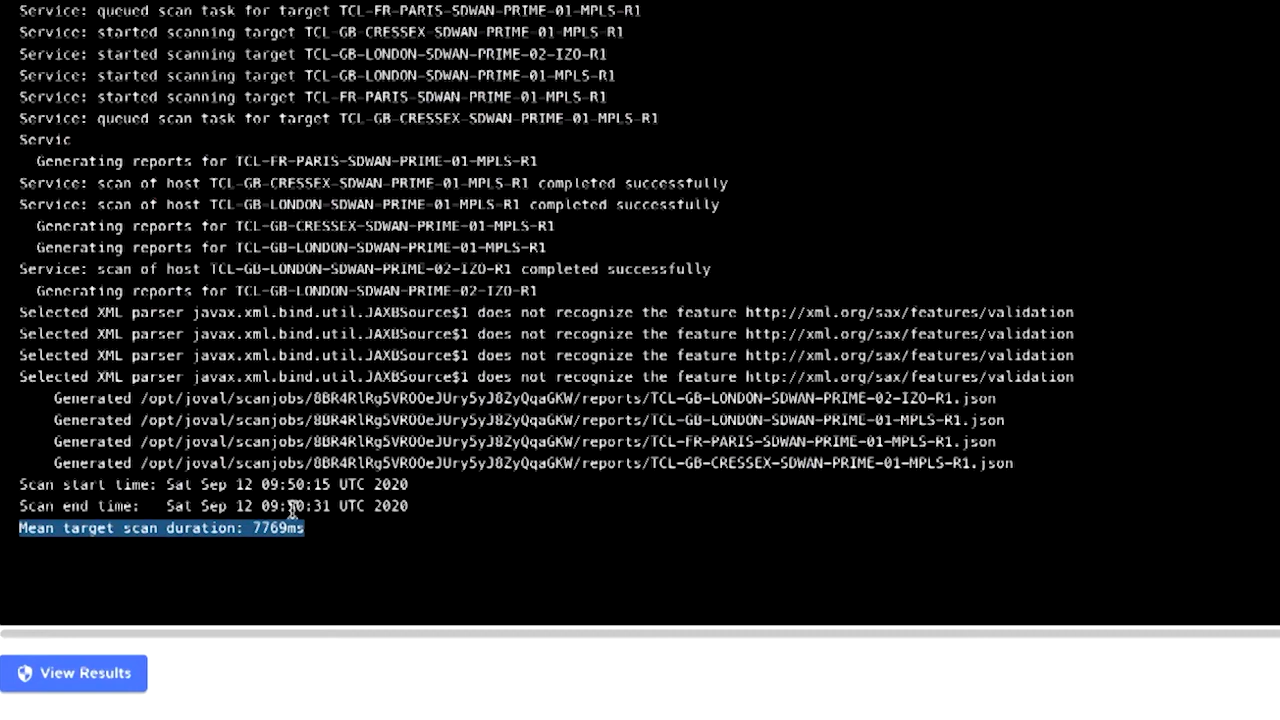 Service: queued scan task for target TCL-FR-PARIS-SDWAN-PRIME-01-MPLS-R1
Service: started scanning target TCL-GB-CRESSEX-SDWAN-PRIME-01-MPLS-R1
Service: started scanning target TCL-GB-LONDON-SDWAN-PRIME-02-IZO-R1
Service: started scanning target TCL-GB-LONDON-SDWAN-PRIME-01-MPLS-R1
Service: started scanning target TCL-FR-PARIS-SDWAN-PRIME-01-MPLS-R1
Service: queued scan task for target TCL-GB-CRESSEX-SDWAN-PRIME-01-MPLS-R1
Servic
Generating reports for TCL-FR-PARIS-SDWAN-PRIME-01-MPLS-R1
Service: scan of host TCL-GB-CRESSEX-SDWAN-PRIME-01-MPLS-R1 completed successfully
Service: scan of host TCL-GB-LONDON-SDWAN-PRIME-01-MPLS-R1 completed successfully
Generating reports for TCL-GB-CRESSEX-SDWAN-PRIME-01-MPLS-R1
Generating reports for TCL-GB-LONDON-SDWAN-PRIME-01-MPLS-R1
Service: scan of host TCL-GB-LONDON-SDWAN-PRIME-02-IZO-R1 completed successfully
Generating reports for TCL-GB-LONDON-SDWAN-PRIME-02-IZO-R1
Selected XML parser javax.xml.bind.util.JAXBSource$1 does not recognize the feature http://xml.org/sax/features/validation
Selected XML parser javax.xml.bind.util.JAXBSource$1 does not recognize the feature http://xml.org/sax/features/validation
Selected XML parser javax.xml.bind.util.JAXBSource$1 does not recognize the feature http://xml.org/sax/features/validation
Selected XML parser javax.xml.bind.util.JAXBSource$1 does not recognize the feature http://xml.org/sax/features/validation
Generated /opt/joval/scanjobs/8BR4RlRg5VROOeJUry5yJ8ZyQqaGKW/reports/TCL-GB-LONDON-SDWAN-PRIME-02-IZO-R1.json
Generated /opt/joval/scanjobs/8BR4RlRg5VROOeJUry5yJ8ZyQqaGKW/reports/TCL-GB-LONDON-SDWAN-PRIME-01-MPLS-R1.json
Generated /opt/joval/scanjobs/8BR4RlRg5VROOeJUry5yJ8ZyQqaGKW/reports/TCL-FR-PARIS-SDWAN-PRIME-01-MPLS-R1.json
Generated /opt/joval/scanjobs/8BR4RlRg5VROOeJUry5yJ8ZyQqaGKW/reports/TCL-GB-CRESSEX-SDWAN-PRIME-01-MPLS-R1.json
Scan start time: Sat Sep 12 09:50:15 UTC 2020
Scan end time: Sat Sep 12 09:50:31 UTC 2020
Mean target scan duration: 7769ms
View Results